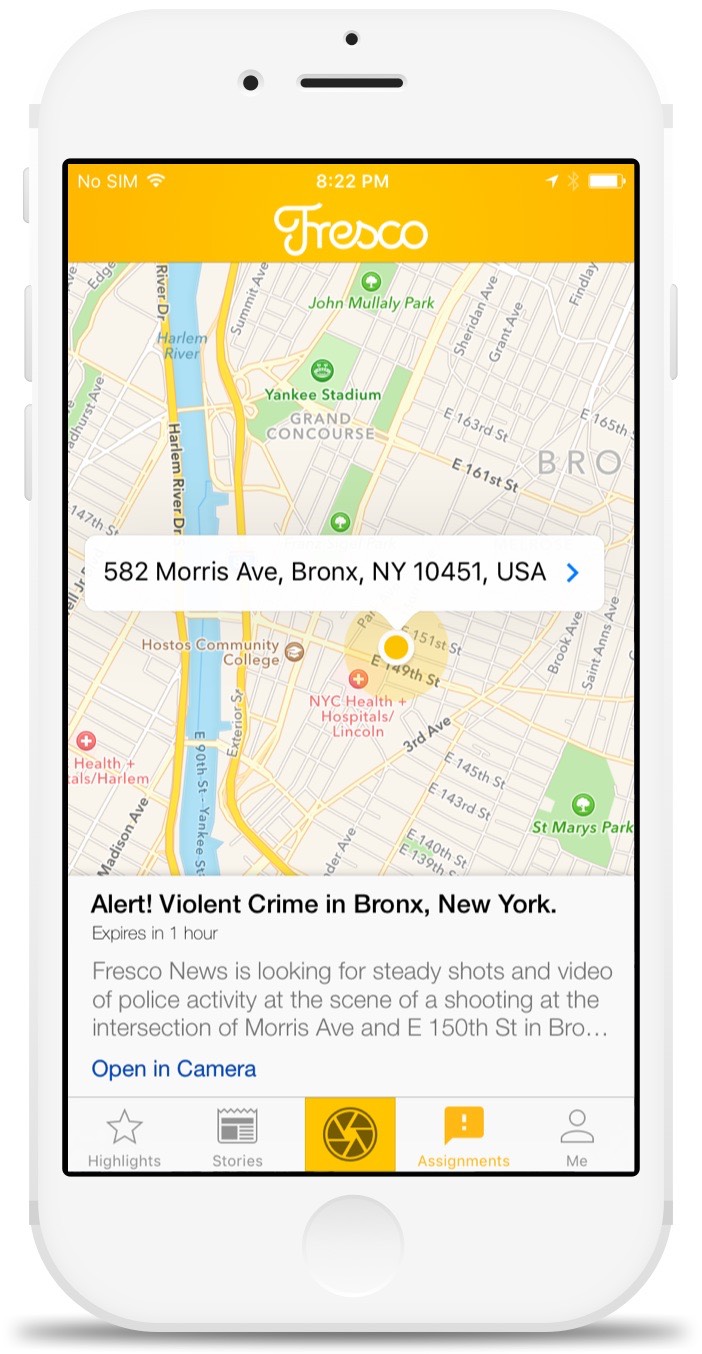 No SIM
8:22 PM
Fresco
River Dr
Summit Ave
John Mullaly Park
Sheridan Ave
Grant Ave
Findlay
Harlem
River
Yankee Stadium
GRAND
CONCOURSE
E 163rd St
E 165th
BRO
E 161st St
Harlem River Dr
147th St
582 Morris Ave, Bronx, NY 10451, USA
E 151st St
Hostos Community
College
E 149th St
Brook Ave
Saint Anns Ave
NYC Health +
Hospitals/
Lincoln
3rd Ave
Exterior S
Health +
als/Harlem
E 90th St - Yankee St
E 145th St
E 143rd St
Madison Ave
St Marys Park
der Ave
E 140th St
E 139th S
Alert! Violent Crime in Bronx, New York.
Expires in 1 hour
Fresco News is looking for steady shots and video
of police activity at the scene of a shooting at the
intersection of Morris Ave and E 150th St in Bro...
Open in Camera
Highlights
Stories
Assignments
Me